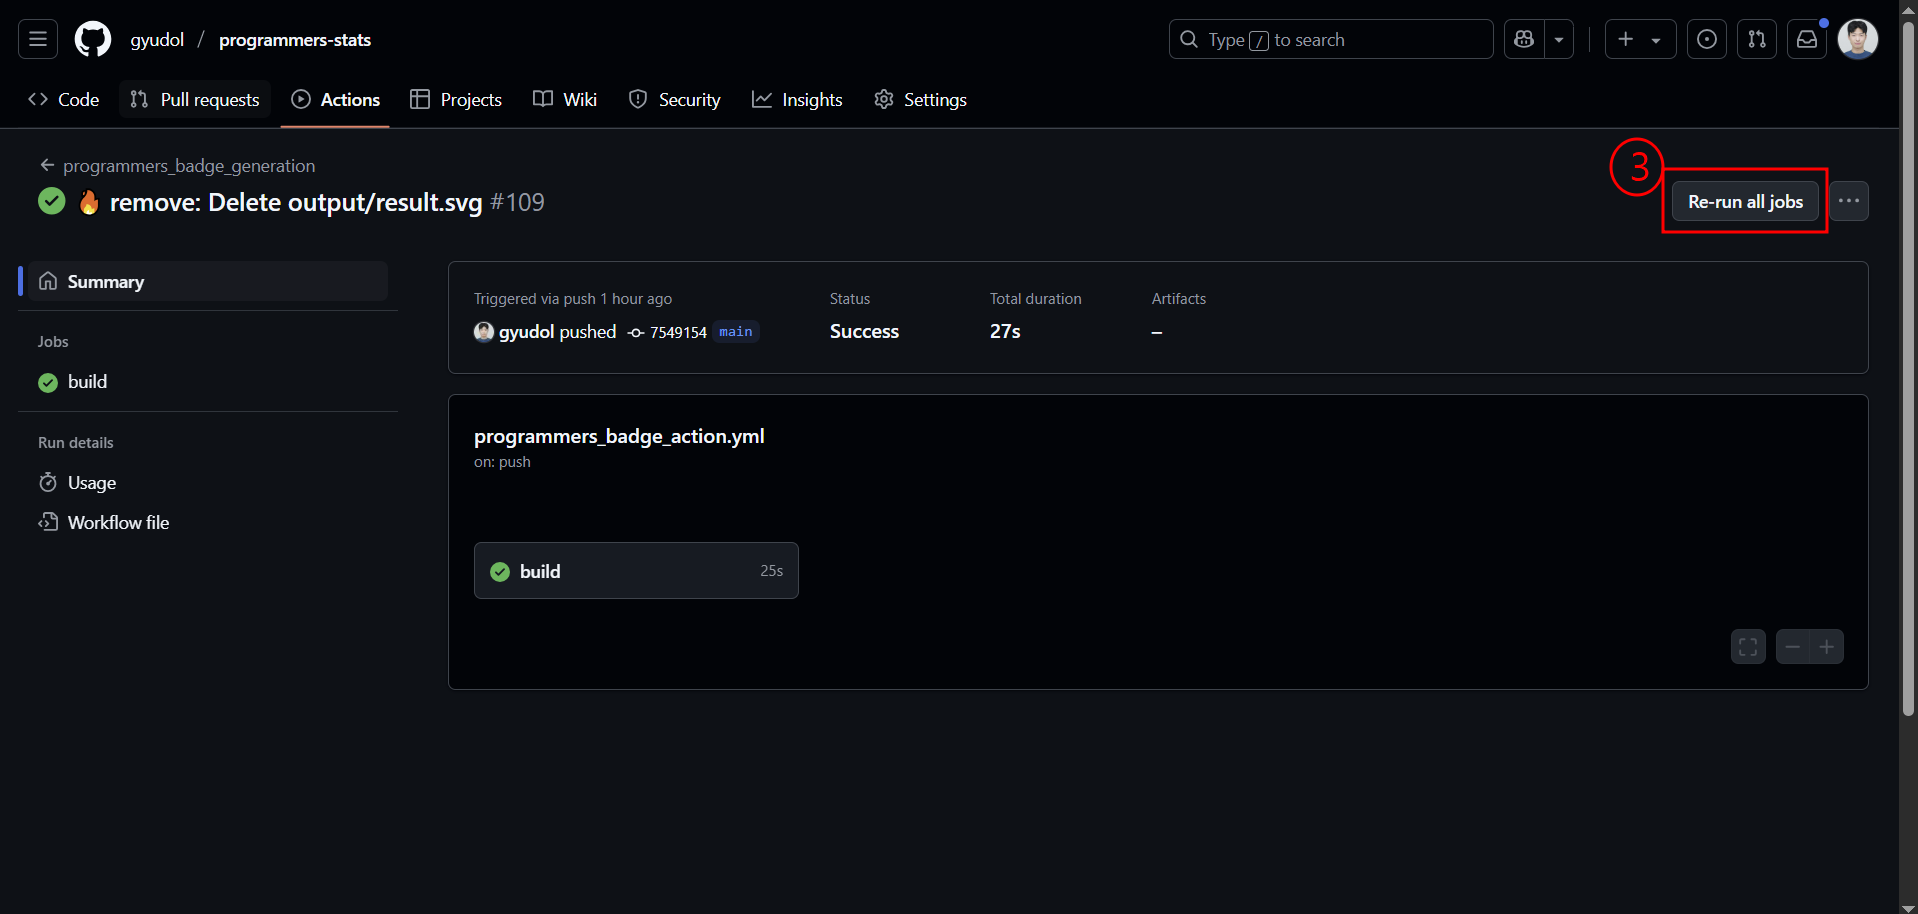 gyudol / programmers-stats
Type / to search
Code Pull requests Actions Projects Wiki Security Insights Settings
programmers_badge_generation
🔥 remove: Delete output/result.svg #109
3
Re-run all jobs
Summary
Jobs
build
Run details
Usage
Workflow file
Triggered via push 1 hour ago
gyudol pushed 7549154 main
Status
Success
Total duration
27s
Artifacts
–
programmers_badge_action.yml
on: push
build 25s